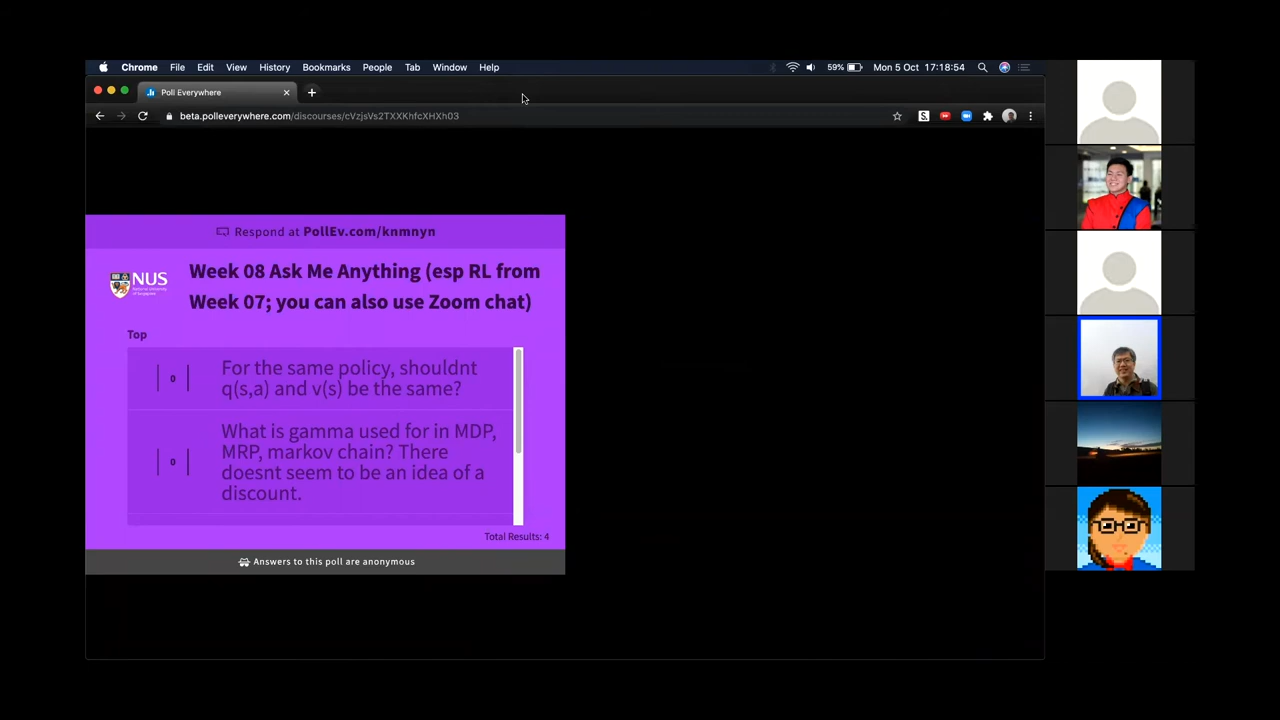 Chrome File Edit View History Bookmarks People Tab Window Help 59% Mon 5 Oct 17:18:54
Poll Everywhere
beta.polleverywhere.com/discourses/cVzjsVs2TXXKhfcXHXh03
Respond at PollEv.com/knmnyn
NUS
National University
of Singapore
Week 08 Ask Me Anything (esp RL from
Week 07; you can also use Zoom chat)
Top
0
For the same policy, shouldnt
q(s,a) and v(s) be the same?
0
What is gamma used for in MDP,
MRP, markov chain? There
doesnt seem to be an idea of a
discount.
Total Results: 4
Answers to this poll are anonymous